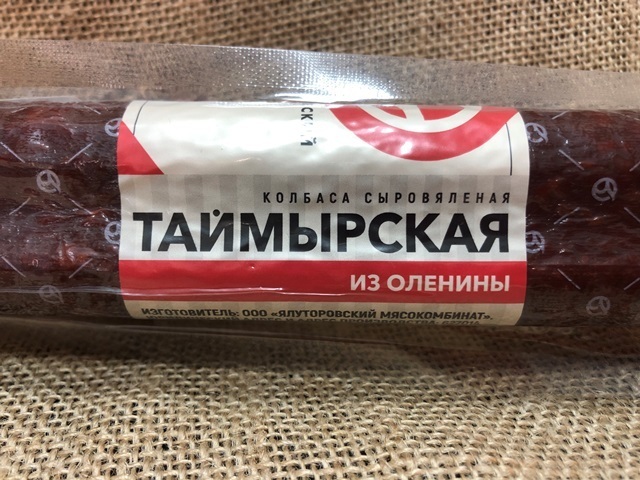 КОЛБАСА СЫРОВЯЛЕНАЯ
ТАЙМЫРСКАЯ
ИЗ ОЛЕНИНЫ
ИЗГОТОВИТЕЛЬ: ООО «ЯЛУТОРОВСКИЙ МЯСОКОМБИНАТ».